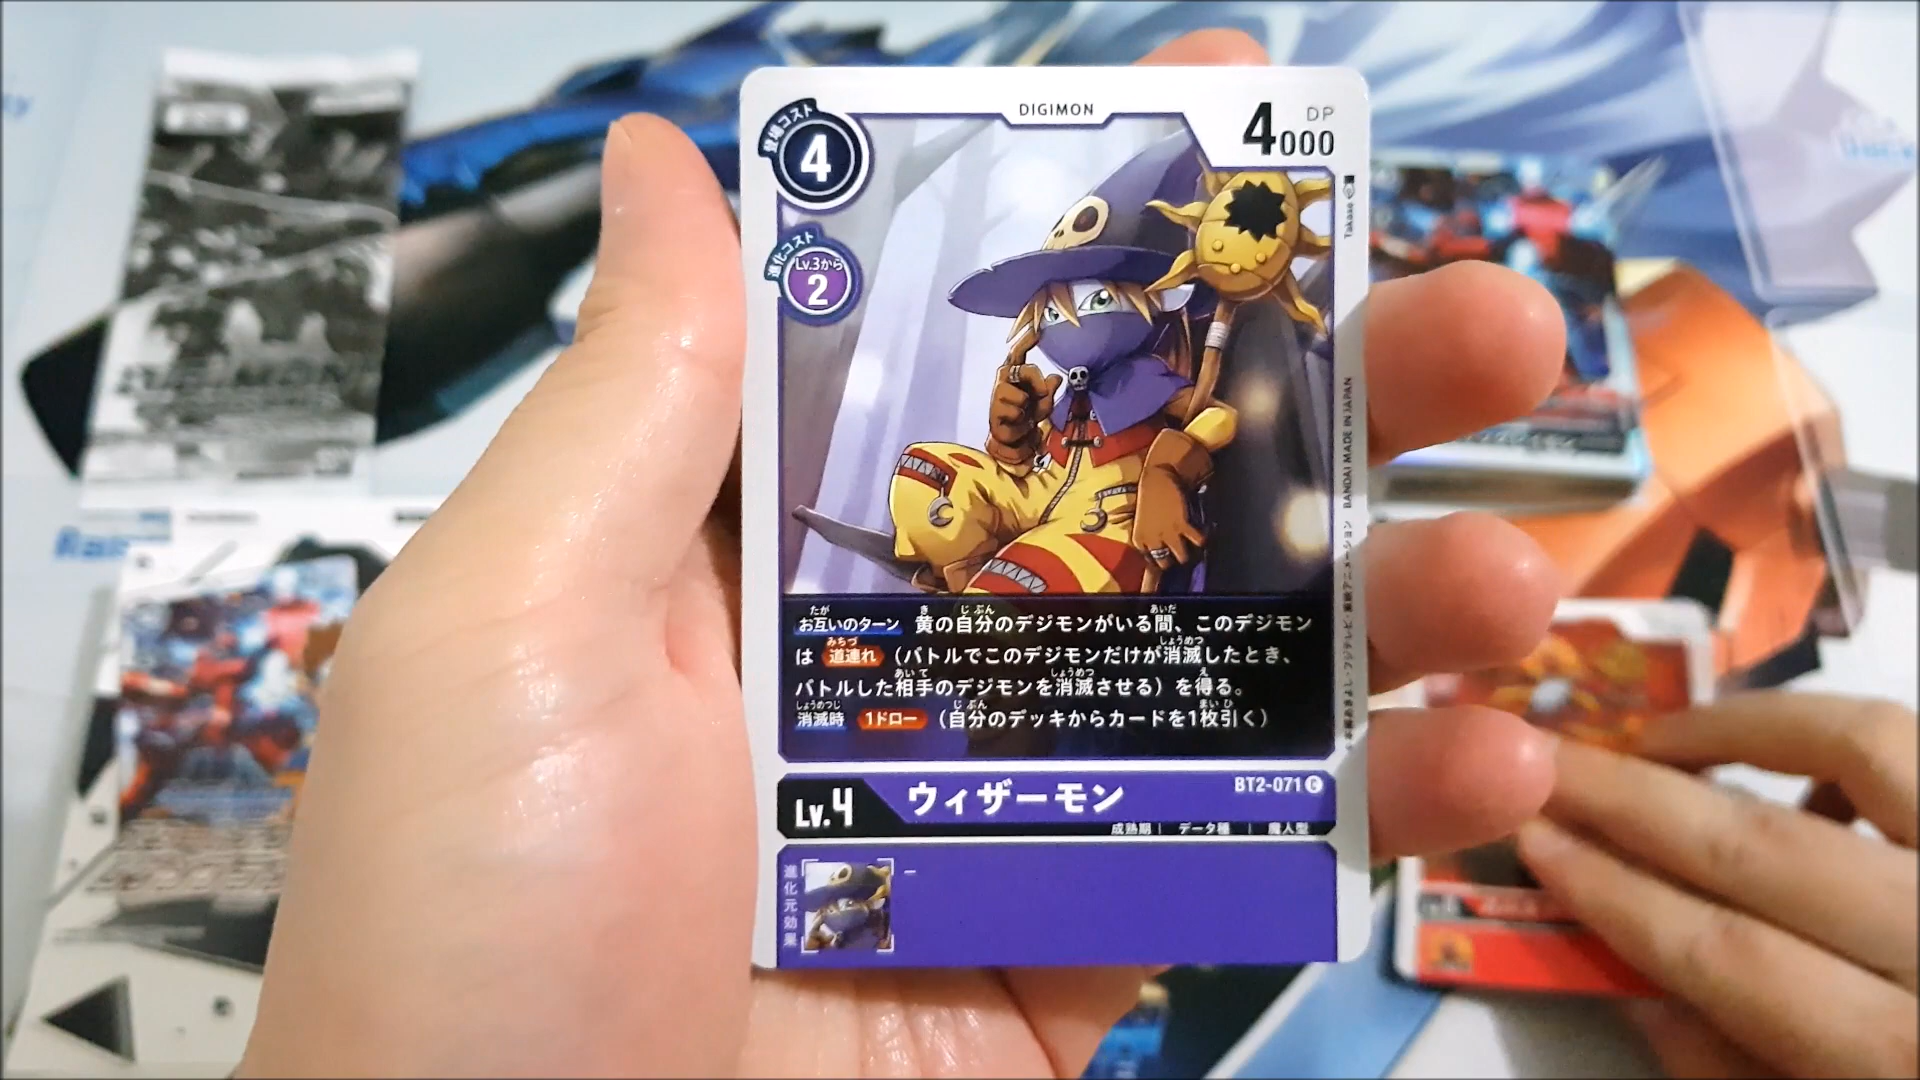 DIGIMON
登場コスト
4
DP
4000
進化コスト
Lv.3から
2
Takase
BANDAI MADE IN JAPAN
お互いのターン 黄の自分のデジモンがいる間、このデジモン
は 道連れ (バトルでこのデジモンだけが消滅したとき、
バトルした相手のデジモンを消滅させる) を得る。
消滅時 1ドロー (自分のデッキからカードを1枚引く)
Lv.4
ウィザーモン
BT2-071 C
成熟期 | データ種 | 魔人型
進化元効果
-